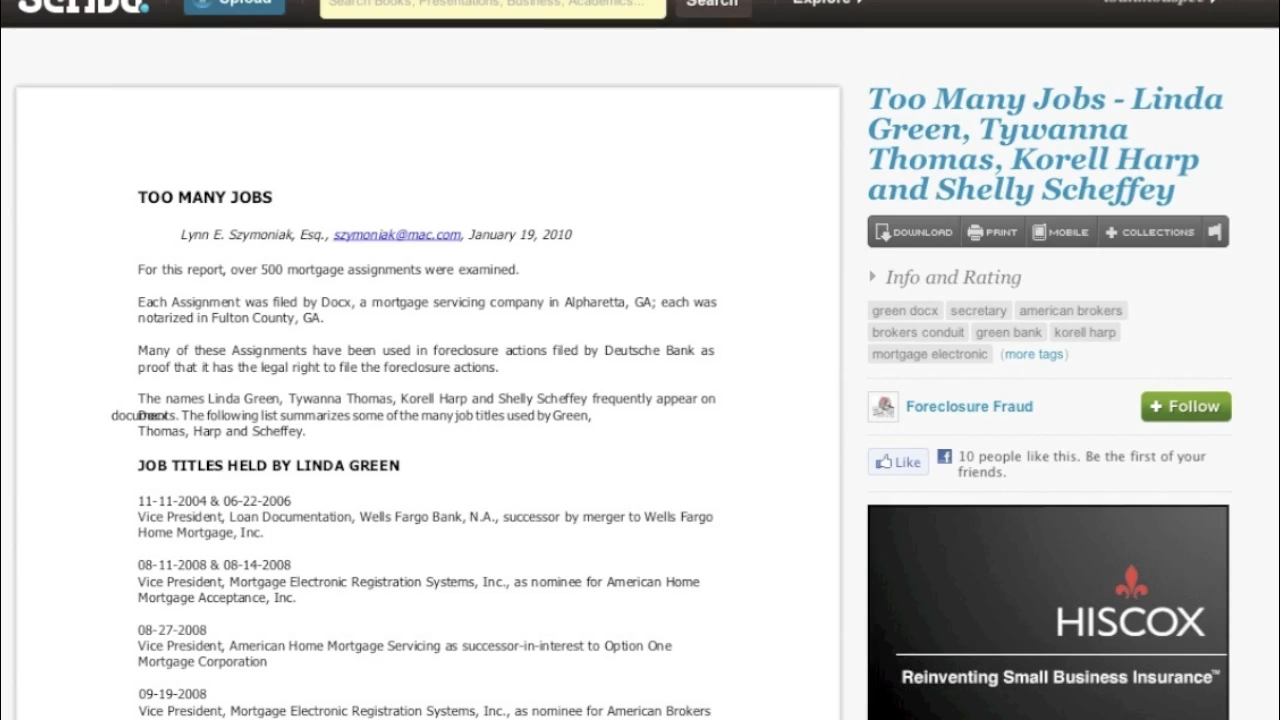 Scribd.
Upload
Search Books, Presentations, Business, Academics...
Search
Explore
TOO MANY JOBS
Lynn E. Szymoniak, Esq., szymoniak@mac.com, January 19, 2010
For this report, over 500 mortgage assignments were examined.
Each Assignment was filed by Docx, a mortgage servicing company in Alpharetta, GA; each was
notarized in Fulton County, GA.
Many of these Assignments have been used in foreclosure actions filed by Deutsche Bank as
proof that it has the legal right to file the foreclosure actions.
The names Linda Green, Tywanna Thomas, Korell Harp and Shelly Scheffey frequently appear on
documents. The following list summarizes some of the many job titles used by Green,
Thomas, Harp and Scheffey.
JOB TITLES HELD BY LINDA GREEN
11-11-2004 & 06-22-2006
Vice President, Loan Documentation, Wells Fargo Bank, N.A., successor by merger to Wells Fargo
Home Mortgage, Inc.
08-11-2008 & 08-14-2008
Vice President, Mortgage Electronic Registration Systems, Inc., as nominee for American Home
Mortgage Acceptance, Inc.
08-27-2008
Vice President, American Home Mortgage Servicing as successor-in-interest to Option One
Mortgage Corporation
09-19-2008
Vice President, Mortgage Electronic Registration Systems, Inc., as nominee for American Brokers
Too Many Jobs - Linda
Green, Tywanna
Thomas, Korell Harp
and Shelly Scheffey
DOWNLOAD PRINT MOBILE COLLECTIONS
Info and Rating
green docx secretary american brokers
brokers conduit green bank korell harp
mortgage electronic (more tags)
Foreclosure Fraud
+ Follow
Like
10 people like this. Be the first of your
friends.
HISCOX
Reinventing Small Business Insurance™